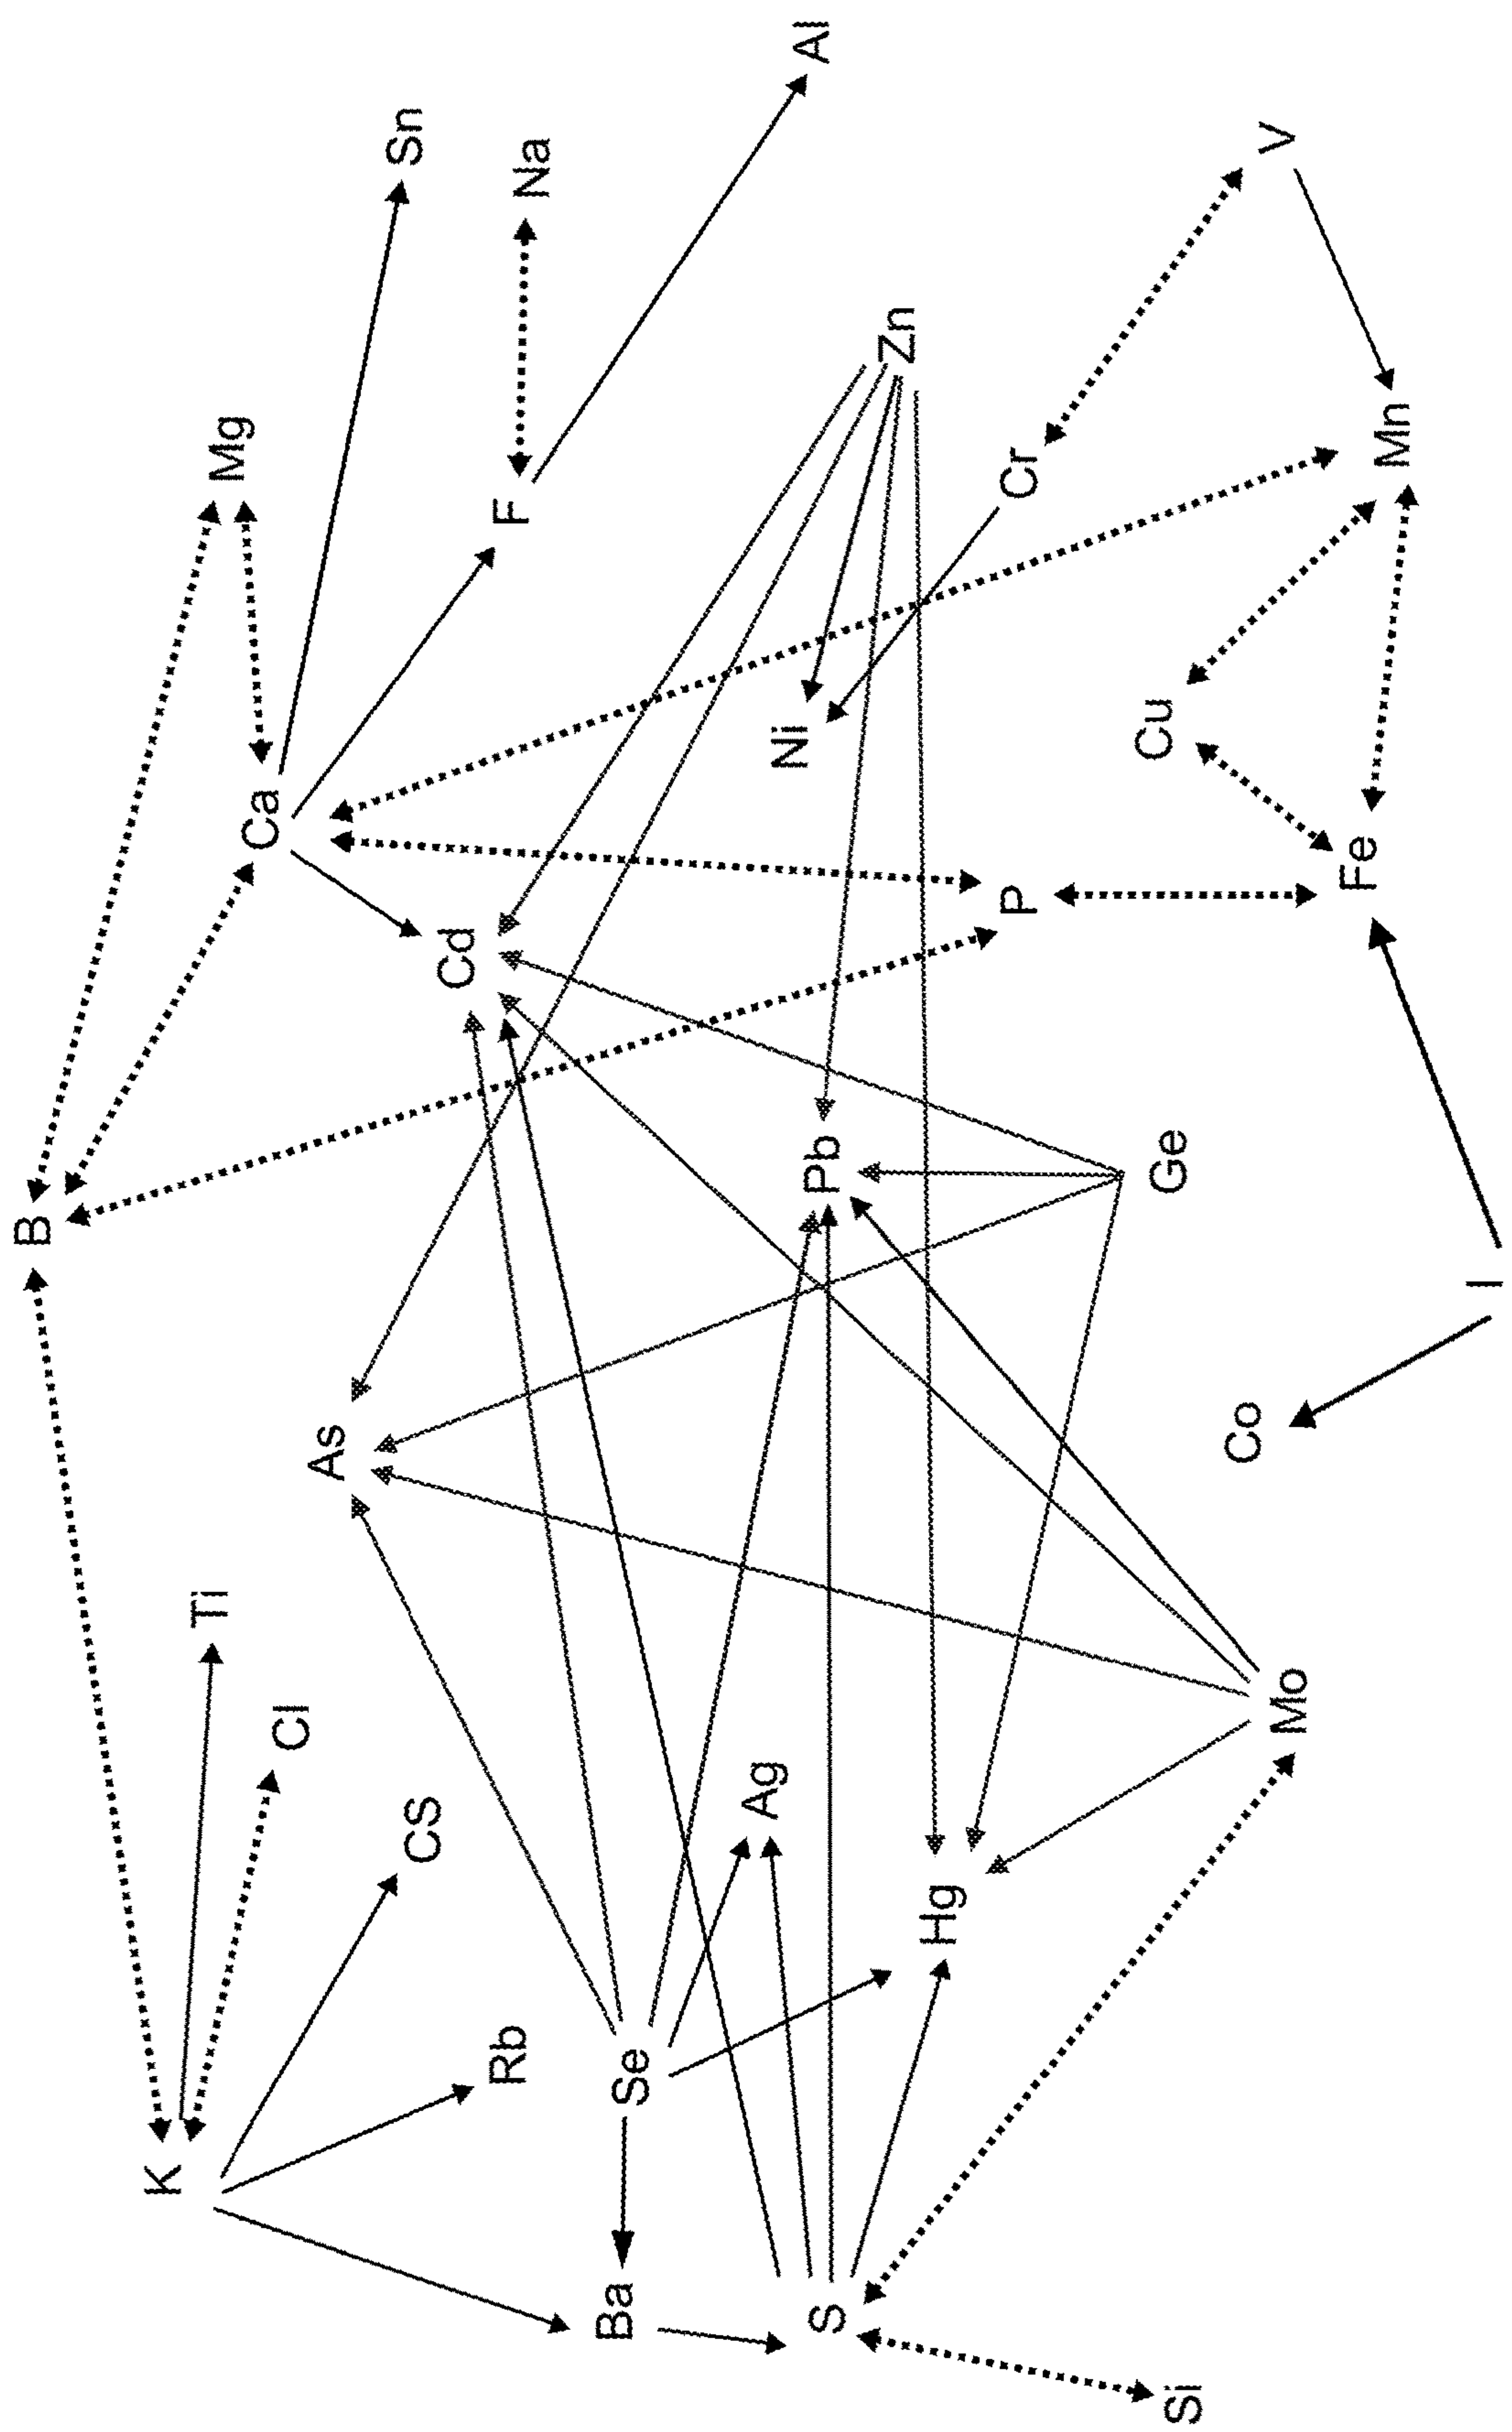 B
K
Ti
Cl
CS
Rb
As
Ca
Mg
Sn
Cd
F
Na
Al
Se
Ba
Ag
S
Si
Hg
Pb
Ni
Zn
P
Cr
Ge
Mo
Co
Cu
Fe
Mn
V
I